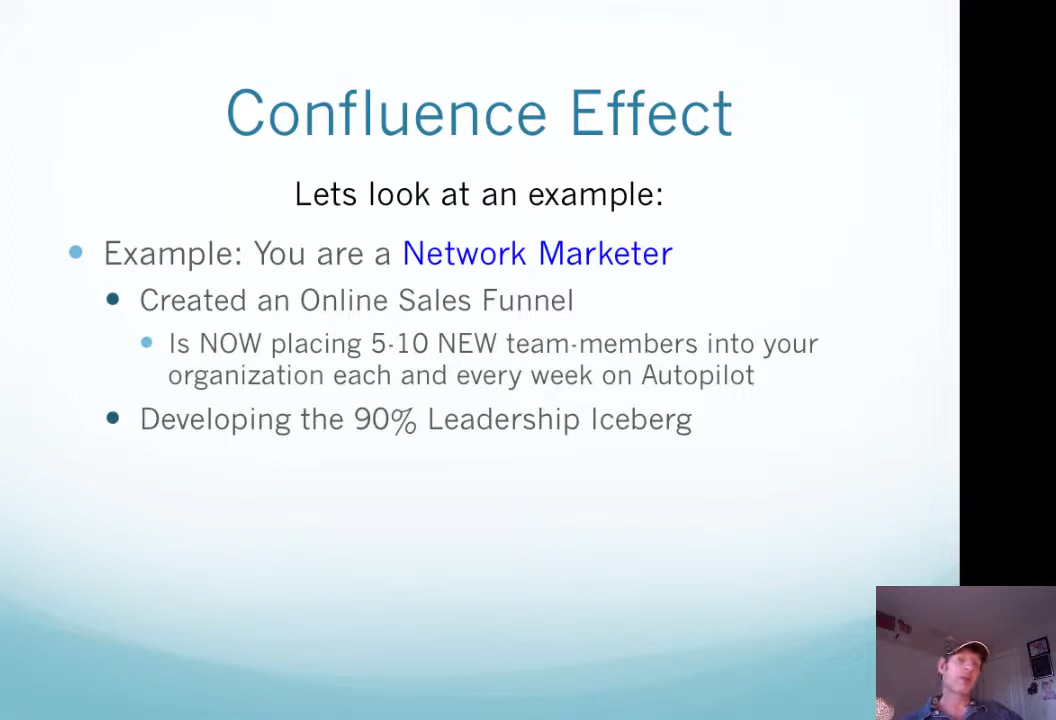 Confluence Effect
Lets look at an example:
Example: You are a Network Marketer
Created an Online Sales Funnel
Is NOW placing 5-10 NEW team-members into your
organization each and every week on Autopilot
Developing the 90% Leadership Iceberg